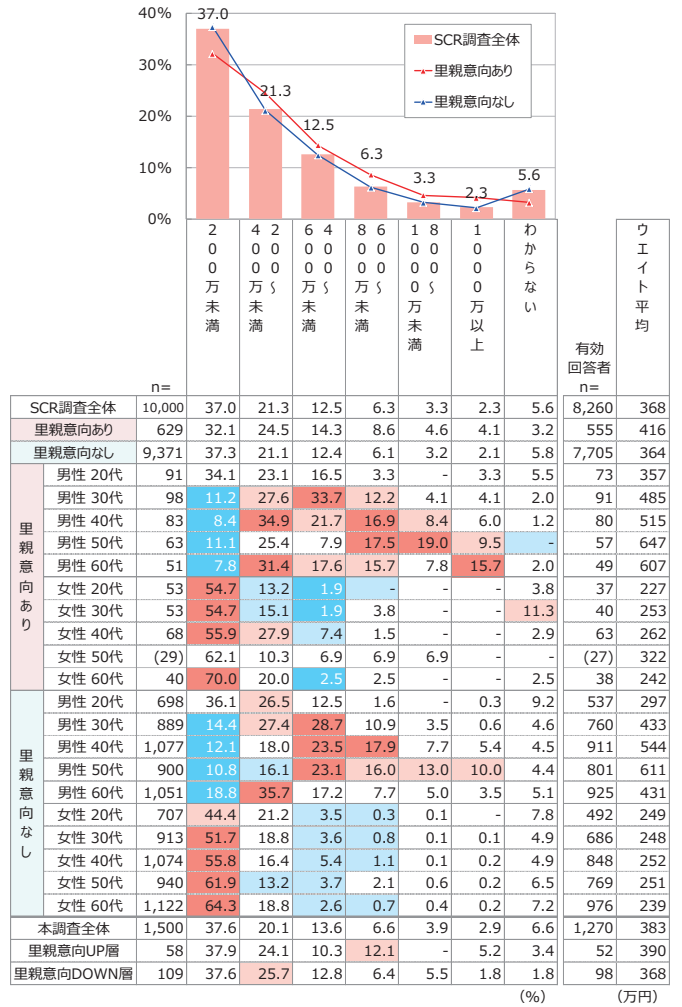 40%
30%
20%
10%
0%
37.0
21.3
12.5
6.3
3.3
2.3
5.6
SCR調査全体
里親意向あり
里親意向なし
200万未満
200～400万未満
400～600万未満
600～800万未満
800～1000万未満
1000万以上
わからない
ウエイト平均
n=
有効
回答者
n=
SCR調査全体 10,000 37.0 21.3 12.5 6.3 3.3 2.3 5.6 8,260 368
里親意向あり 629 32.1 24.5 14.3 8.6 4.6 4.1 3.2 555 416
里親意向なし 9,371 37.3 21.1 12.4 6.1 3.2 2.1 5.8 7,705 364
里親意向あり
男性 20代 91 34.1 23.1 16.5 3.3 - 3.3 5.5 73 357
男性 30代 98 11.2 27.6 33.7 12.2 4.1 4.1 2.0 91 485
男性 40代 83 8.4 34.9 21.7 16.9 8.4 6.0 1.2 80 515
男性 50代 63 11.1 25.4 7.9 17.5 19.0 9.5 - 57 647
男性 60代 51 7.8 31.4 17.6 15.7 7.8 15.7 2.0 49 607
女性 20代 53 54.7 13.2 1.9 - - - 3.8 37 227
女性 30代 53 54.7 15.1 1.9 3.8 - - 11.3 40 253
女性 40代 68 55.9 27.9 7.4 1.5 - - 2.9 63 262
女性 50代 (29) 62.1 10.3 6.9 6.9 6.9 - - (27) 322
女性 60代 40 70.0 20.0 2.5 2.5 - - 2.5 38 242
里親意向なし
男性 20代 698 36.1 26.5 12.5 1.6 - 0.3 9.2 537 297
男性 30代 889 14.4 27.4 28.7 10.9 3.5 0.6 4.6 760 433
男性 40代 1,077 12.1 18.0 23.5 17.9 7.7 5.4 4.5 911 544
男性 50代 900 10.8 16.1 23.1 16.0 13.0 10.0 4.4 801 611
男性 60代 1,051 18.8 35.7 17.2 7.7 5.0 3.5 5.1 925 431
女性 20代 707 44.4 21.2 3.5 0.3 0.1 - 7.8 492 249
女性 30代 913 51.7 18.8 3.6 0.8 0.1 0.1 4.9 686 248
女性 40代 1,074 55.8 16.4 5.4 1.1 0.1 0.2 4.9 848 252
女性 50代 940 61.9 13.2 3.7 2.1 0.6 0.2 6.5 769 251
女性 60代 1,122 64.3 18.8 2.6 0.7 0.4 0.2 7.2 976 239
本調査全体 1,500 37.6 20.1 13.6 6.6 3.9 2.9 6.6 1,270 383
里親意向UP層 58 37.9 24.1 10.3 12.1 - 5.2 3.4 52 390
里親意向DOWN層 109 37.6 25.7 12.8 6.4 5.5 1.8 1.8 98 368
(%) (万円)